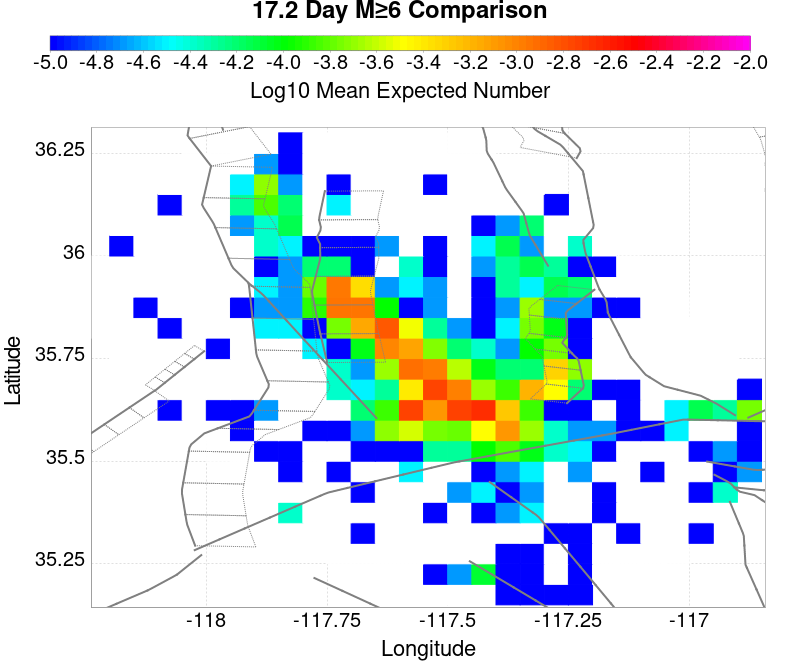 17.2 Day M≥6 Comparison
-5.0 -4.8 -4.6 -4.4 -4.2 -4.0 -3.8 -3.6 -3.4 -3.2 -3.0 -2.8 -2.6 -2.4 -2.2 -2.0
Log10 Mean Expected Number
36.25
36
35.75
35.5
35.25
Latitude
-118 -117.75 -117.5 -117.25 -117
Longitude